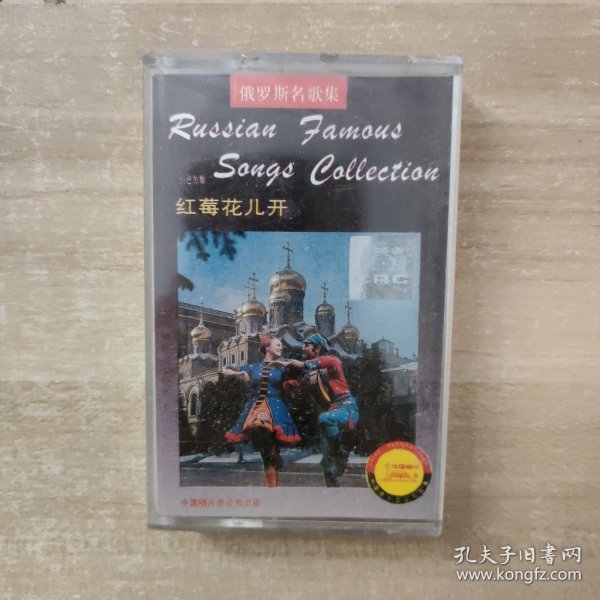 俄罗斯名歌集
Russian Famous
Songs Collection
红莓花儿开
CRC
中国唱片总公司出版
中国唱片
孔夫子旧书网
www.kongfz.com